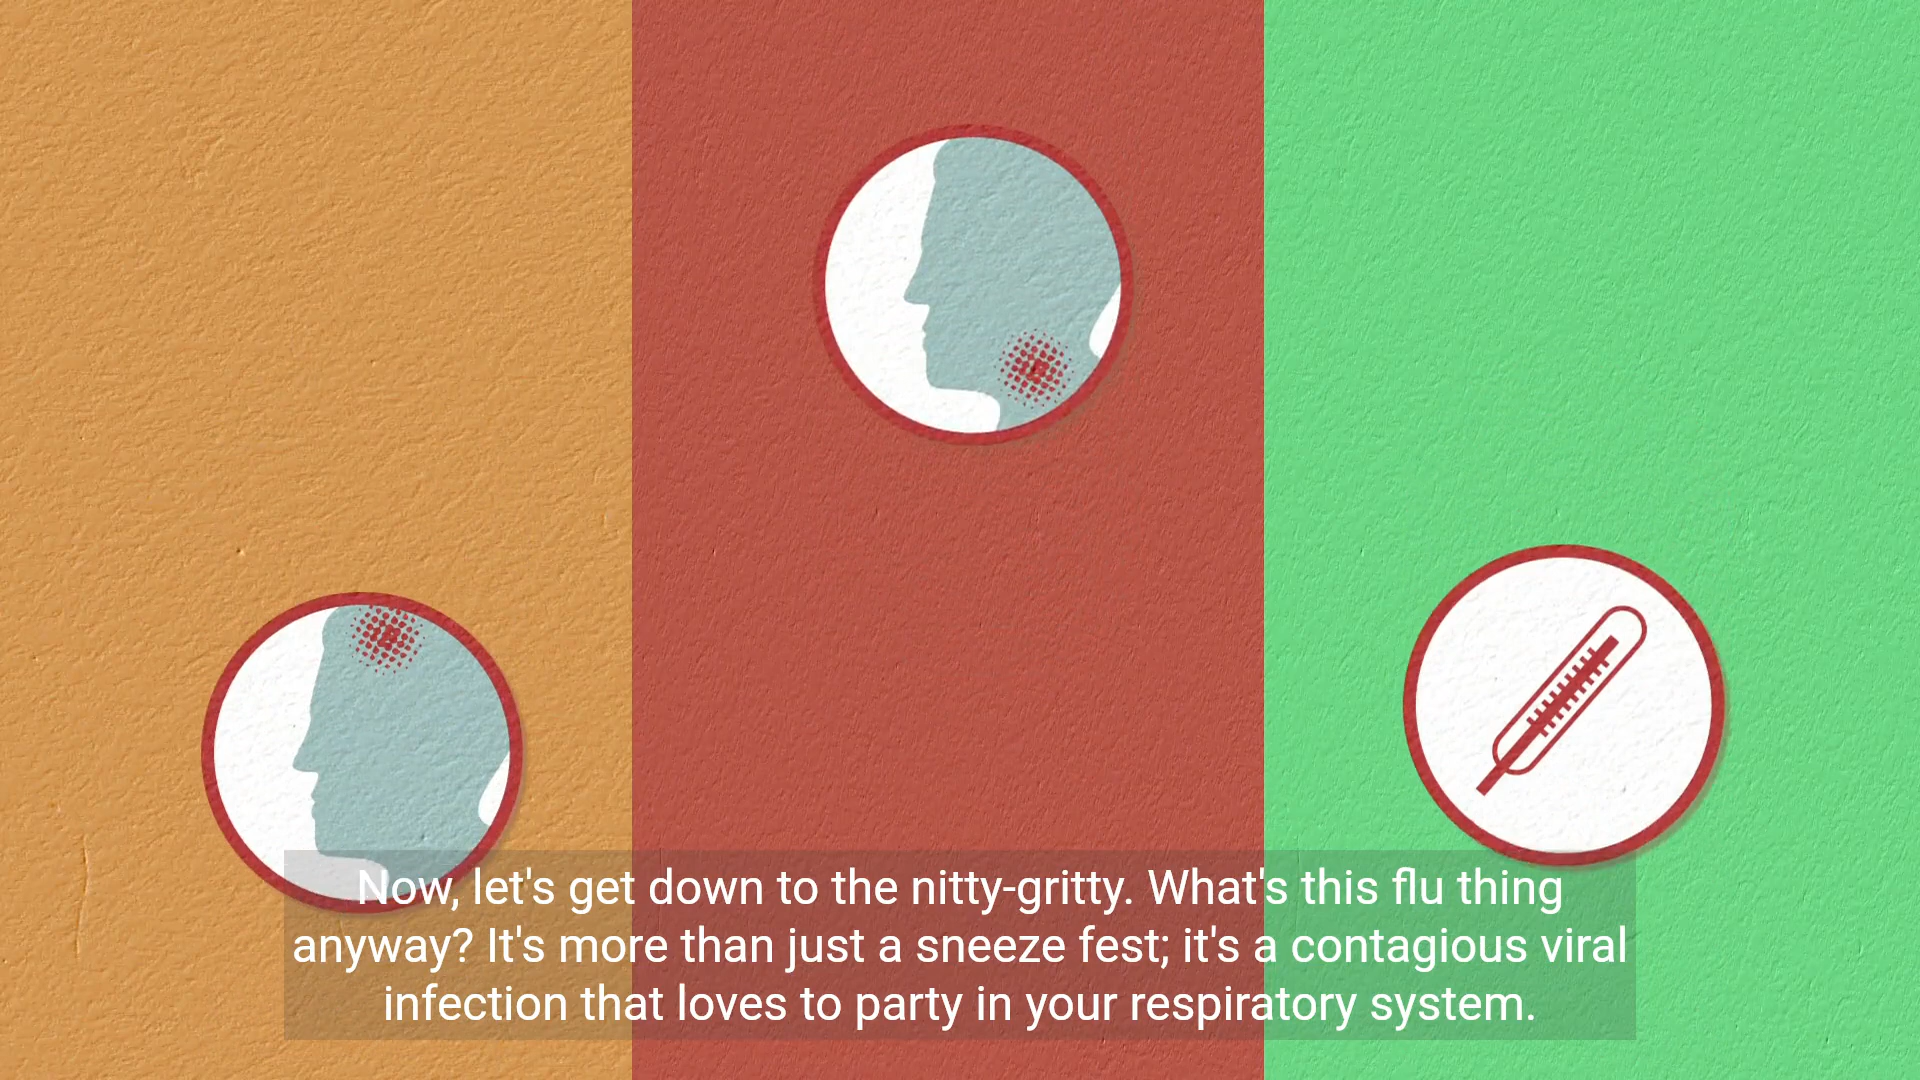 Now, let's get down to the nitty-gritty. What's this flu thing
anyway? It's more than just a sneeze fest; it's a contagious viral
infection that loves to party in your respiratory system.